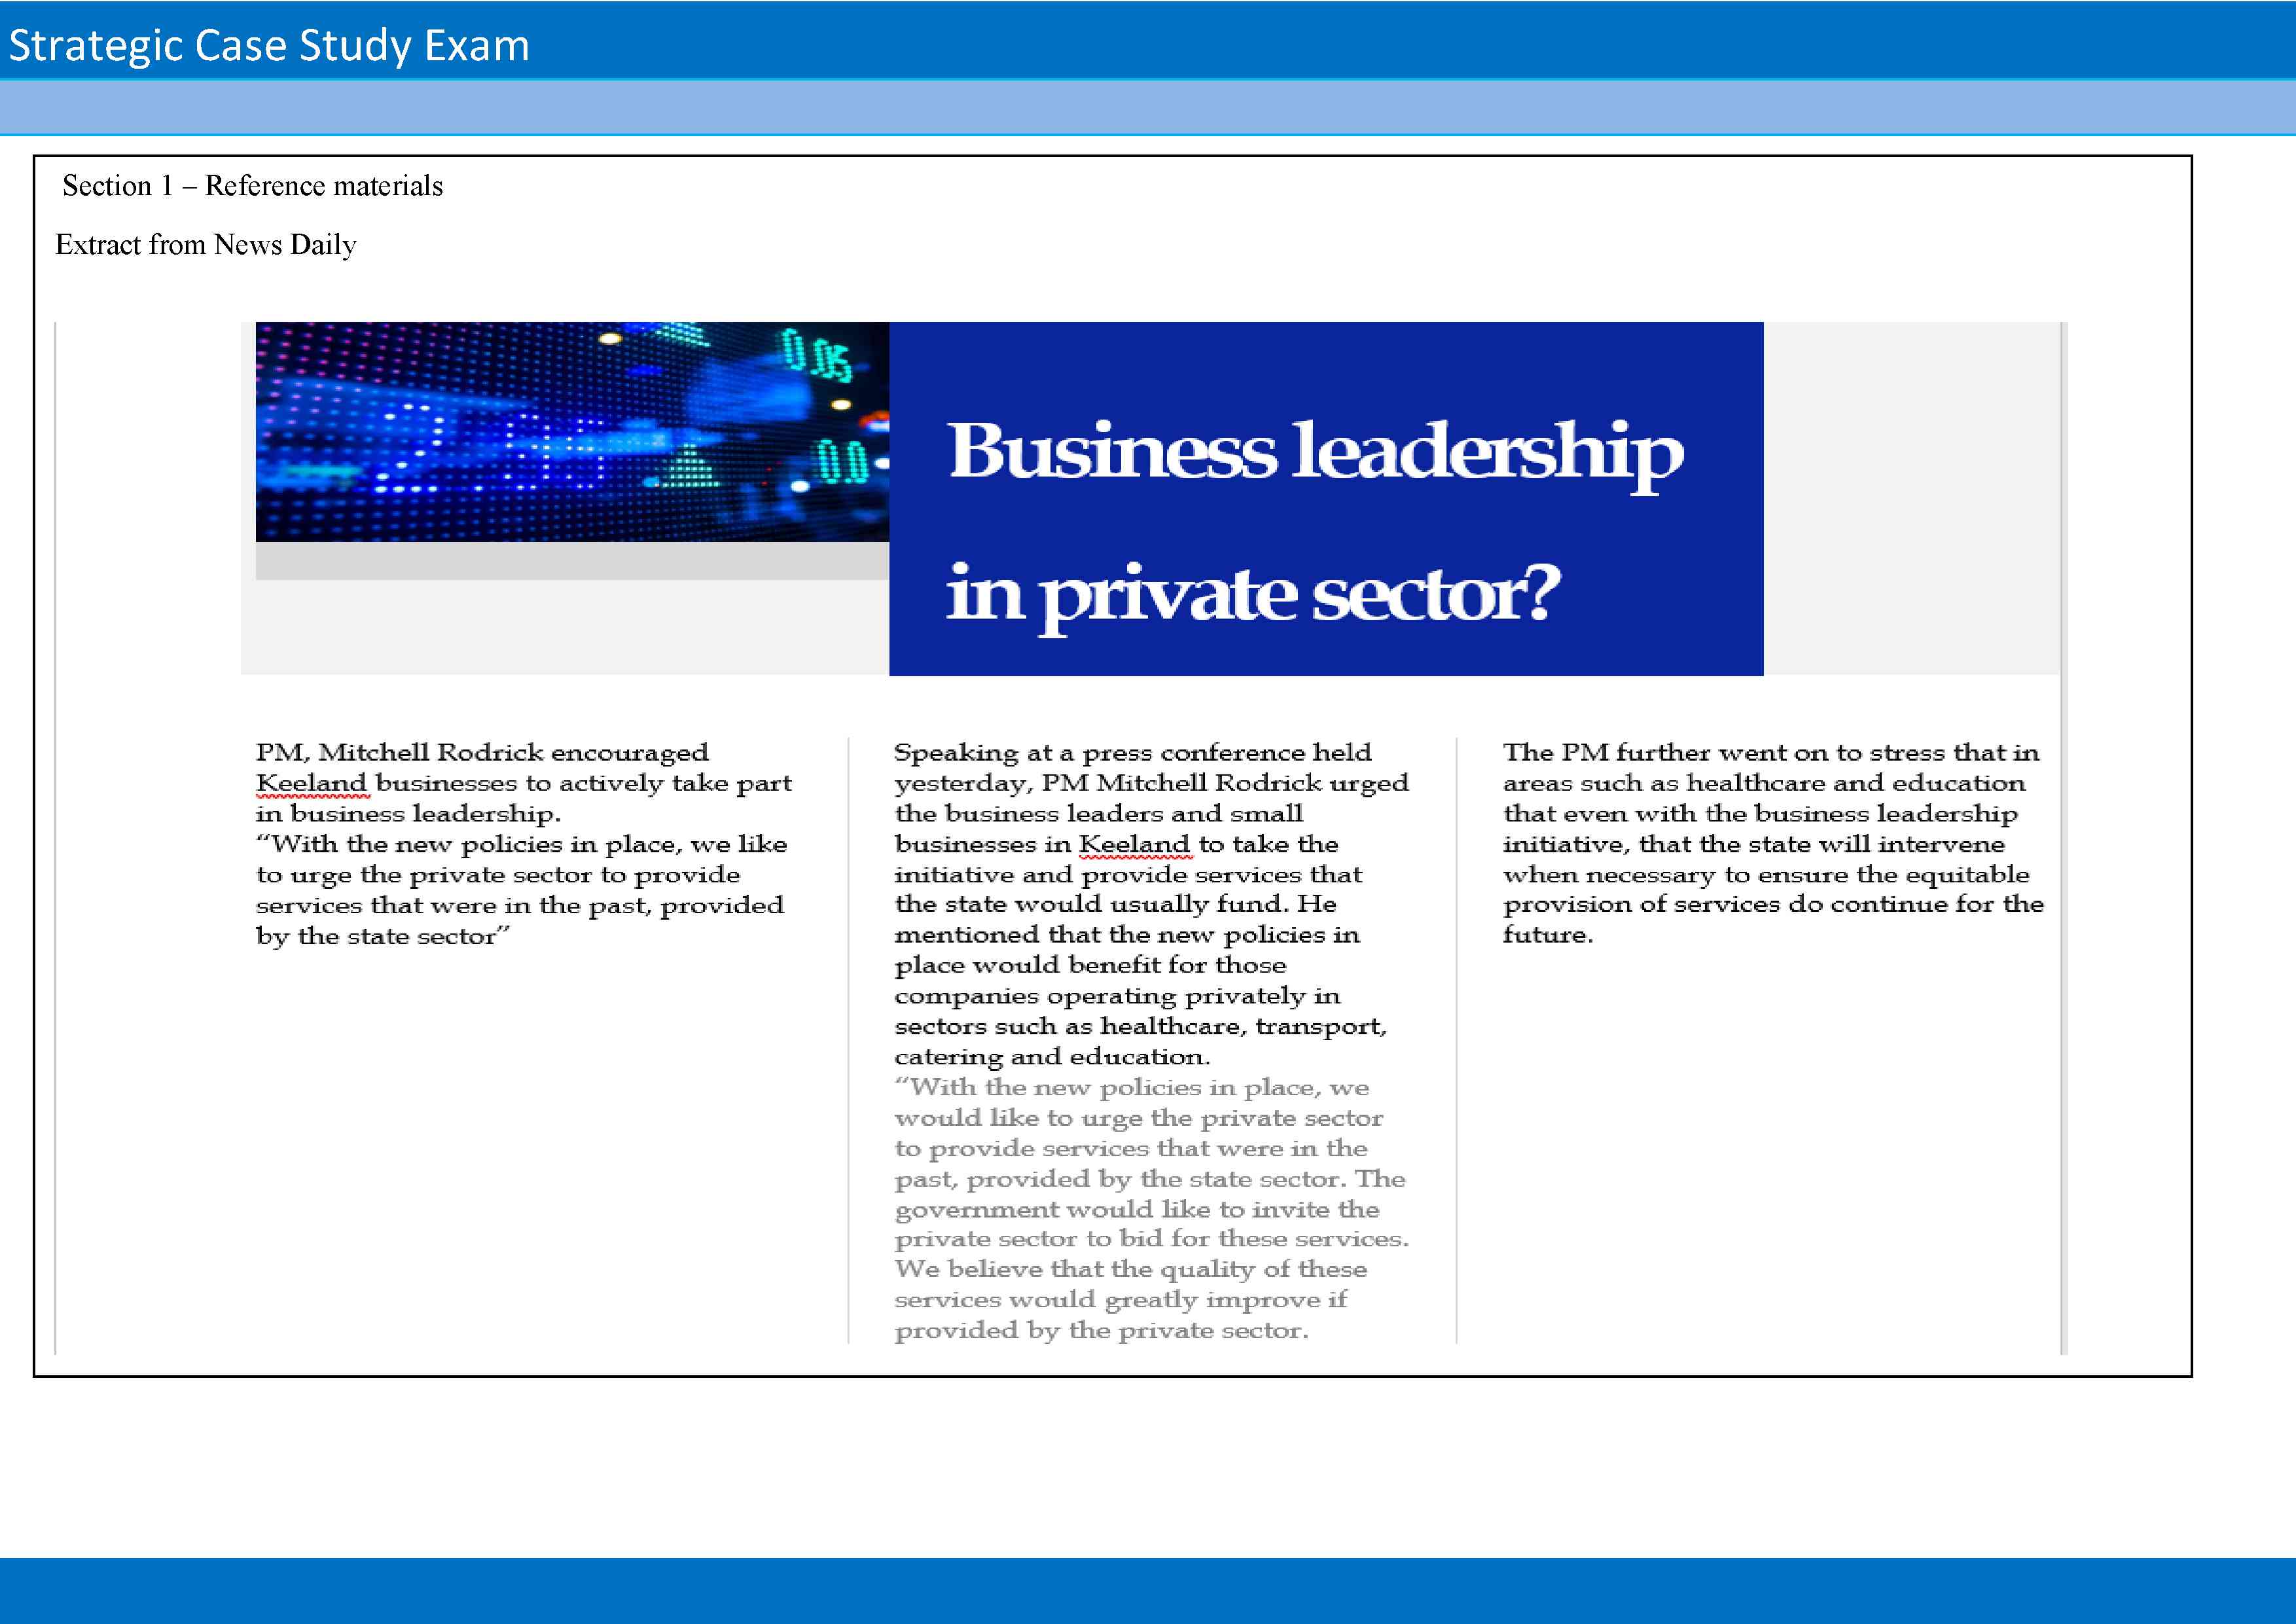 Strategic Case Study Exam
Section 1 – Reference materials
Extract from News Daily
0.05
Business leadership
in private sector?
PM, Mitchell Rodrick encouraged
Keeland businesses to actively take part
in business leadership.
“With the new policies in place, we like
to urge the private sector to provide
services that were in the past, provided
by the state sector”
Speaking at a press conference held
yesterday, PM Mitchell Rodrick urged
the business leaders and small
businesses in Keeland to take the
initiative and provide services that
the state would usually fund. He
mentioned that the new policies in
place would benefit for those
companies operating privately in
sectors such as healthcare, transport,
catering and education.
“With the new policies in place, we
would like to urge the private sector
to provide services that were in the
past, provided by the state sector. The
government would like to invite the
private sector to bid for these services.
We believe that the quality of these
services would greatly improve if
provided by the private sector.
The PM further went on to stress that in
areas such as healthcare and education
that even with the business leadership
initiative, that the state will intervene
when necessary to ensure the equitable
provision of services do continue for the
future.